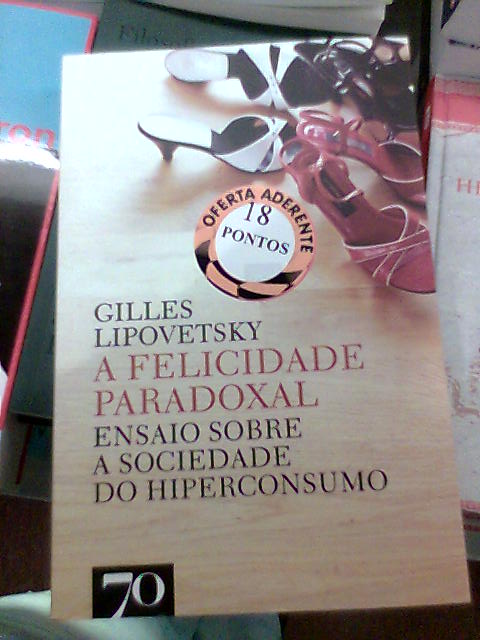 OFERTA ADERENTE
18
PONTOS
GILLES
LIPOVETSKY
A FELICIDADE
PARADOXAL
ENSAIO SOBRE
A SOCIEDADE
DO HIPERCONSUMO
70